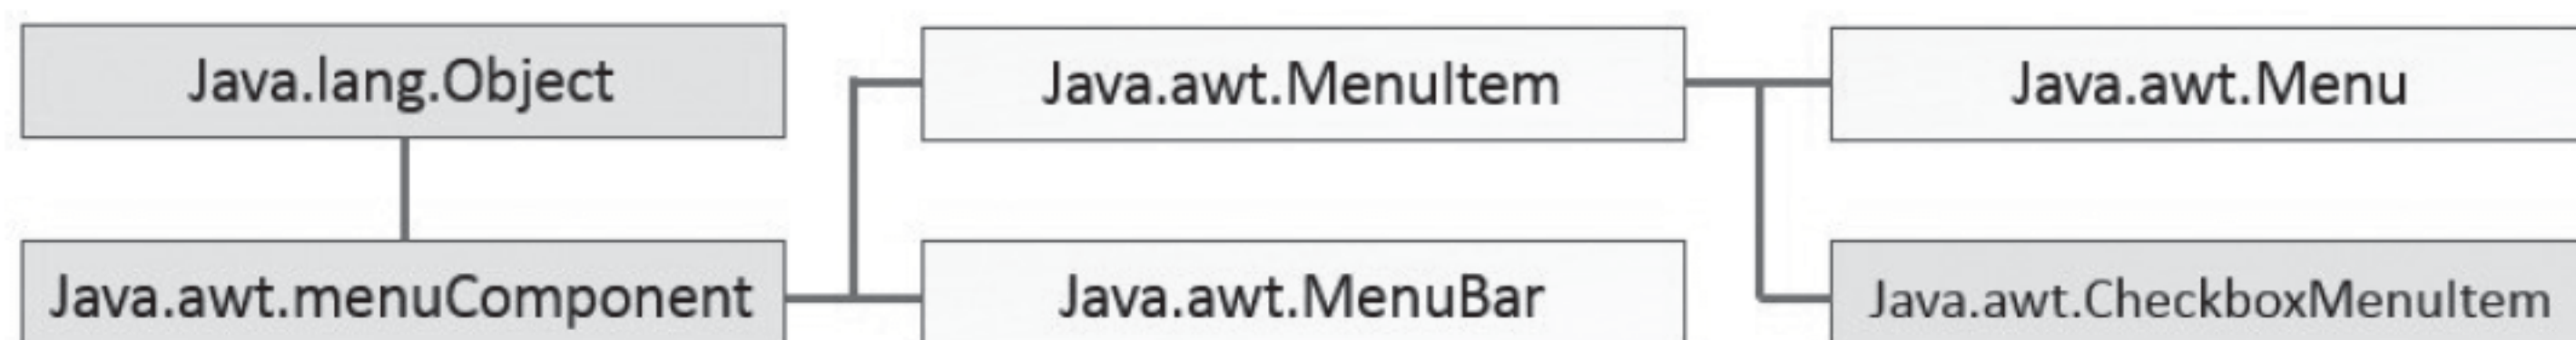 Java.lang.Object
Java.awt.MenuItem
Java.awt.Menu
Java.awt.menuComponent
Java.awt.MenuBar
Java.awt.CheckboxMenuItem